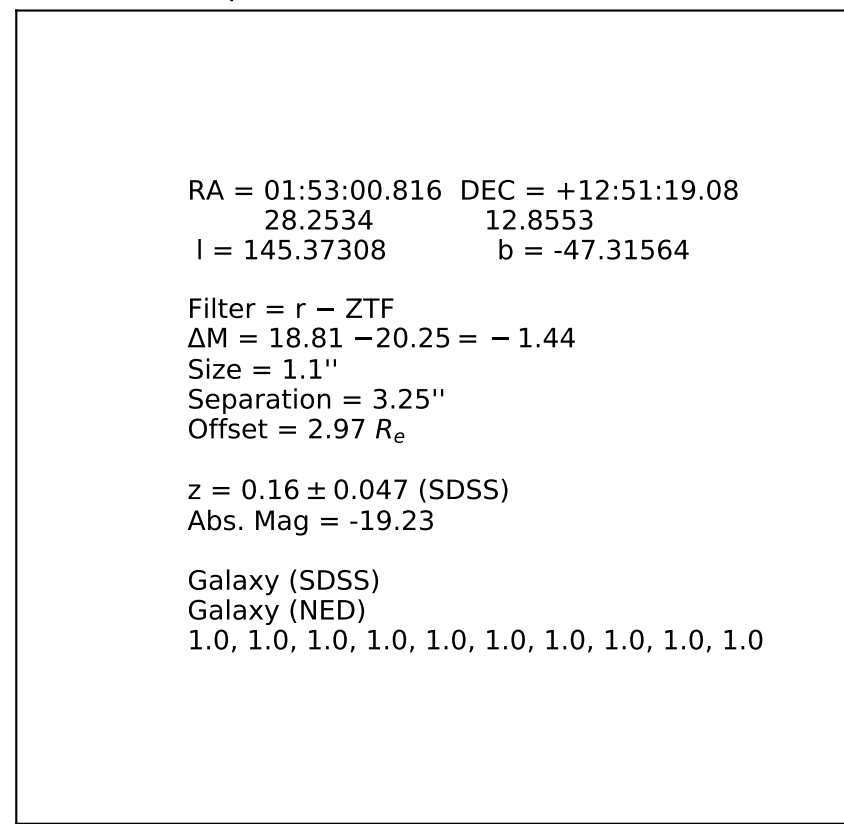 RA = 01:53:00.816  DEC = +12:51:19.08
28.2534  12.8553
l = 145.37308  b = -47.31564
Filter = r − ZTF
ΔM = 18.81 −20.25 = − 1.44
Size = 1.1''
Separation = 3.25''
Offset = 2.97 Rₑ
z = 0.16 ± 0.047 (SDSS)
Abs. Mag = -19.23
Galaxy (SDSS)
Galaxy (NED)
1.0, 1.0, 1.0, 1.0, 1.0, 1.0, 1.0, 1.0, 1.0, 1.0